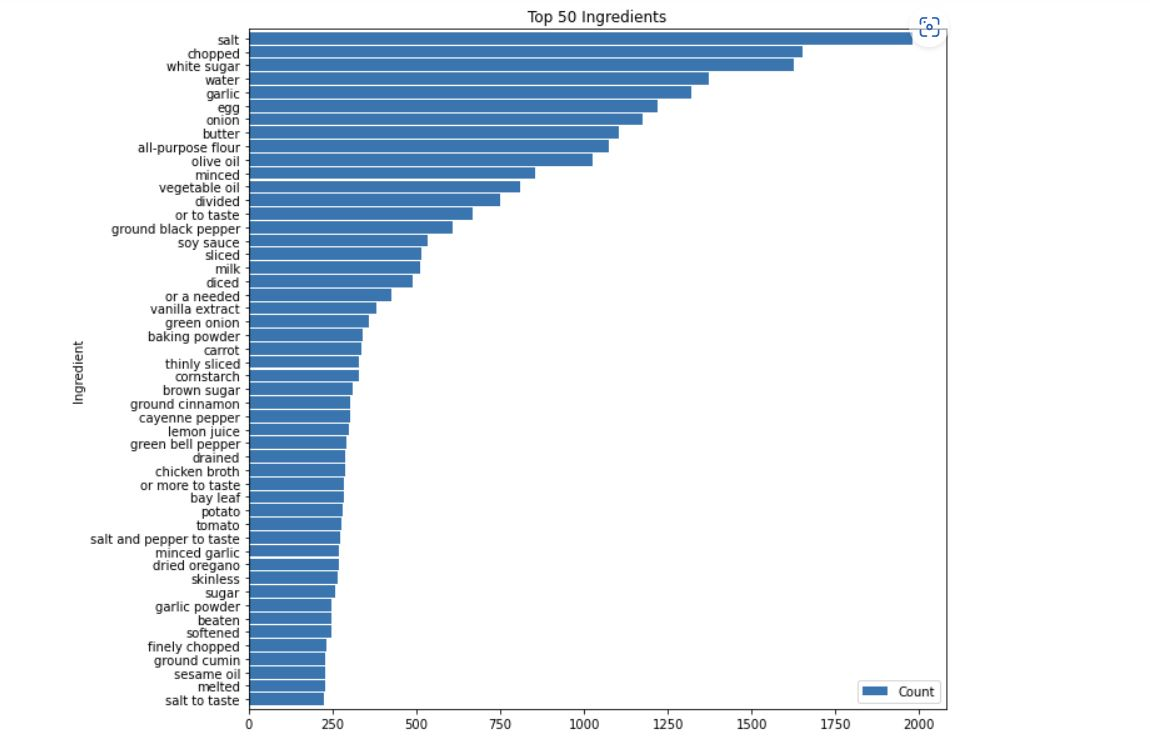 Top 50 Ingredients
salt
chopped
white sugar
water
garlic
egg
onion
butter
all-purpose flour
olive oil
minced
vegetable oil
divided
or to taste
ground black pepper
soy sauce
sliced
milk
diced
or a needed
vanilla extract
green onion
baking powder
carrot
thinly sliced
cornstarch
brown sugar
ground cinnamon
cayenne pepper
lemon juice
green bell pepper
drained
chicken broth
or more to taste
bay leaf
potato
tomato
salt and pepper to taste
minced garlic
dried oregano
skinless
sugar
garlic powder
beaten
softened
finely chopped
ground cumin
sesame oil
melted
salt to taste
Ingredient
Count
0 250 500 750 1000 1250 1500 1750 2000